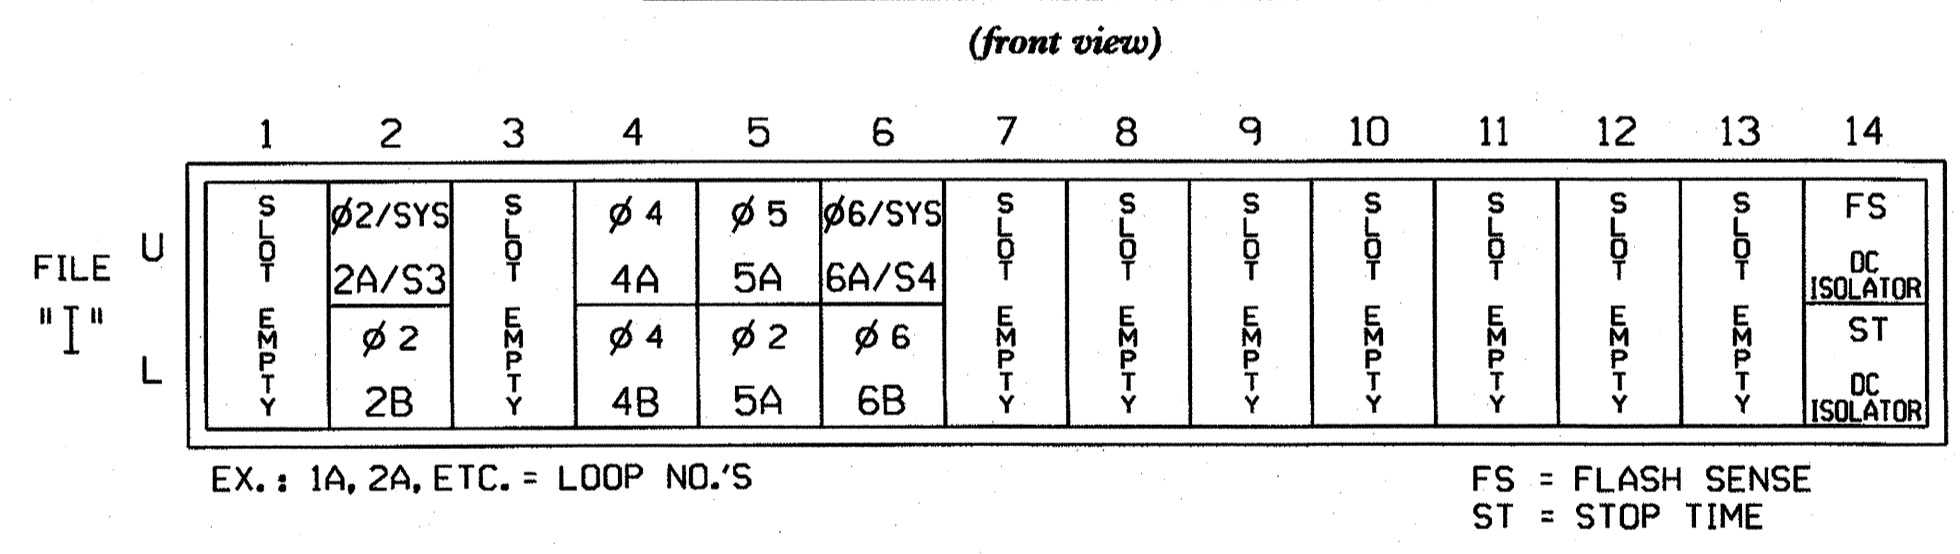 (front view)
1 2 3 4 5 6 7 8 9 10 11 12 13 14
FILE "I"
U
L
SLOT EMPTY
Ø2/SYS
2A/S3
Ø 2
2B
SLOT EMPTY
Ø 4
4A
Ø 4
4B
Ø 5
5A
Ø 2
5A
Ø6/SYS
6A/S4
Ø 6
6B
SLOT EMPTY
SLOT EMPTY
SLOT EMPTY
SLOT EMPTY
SLOT EMPTY
SLOT EMPTY
SLOT EMPTY
FS
DC
ISOLATOR
ST
DC
ISOLATOR
EX.: 1A, 2A, ETC. = LOOP NO.'S
FS = FLASH SENSE
ST = STOP TIME